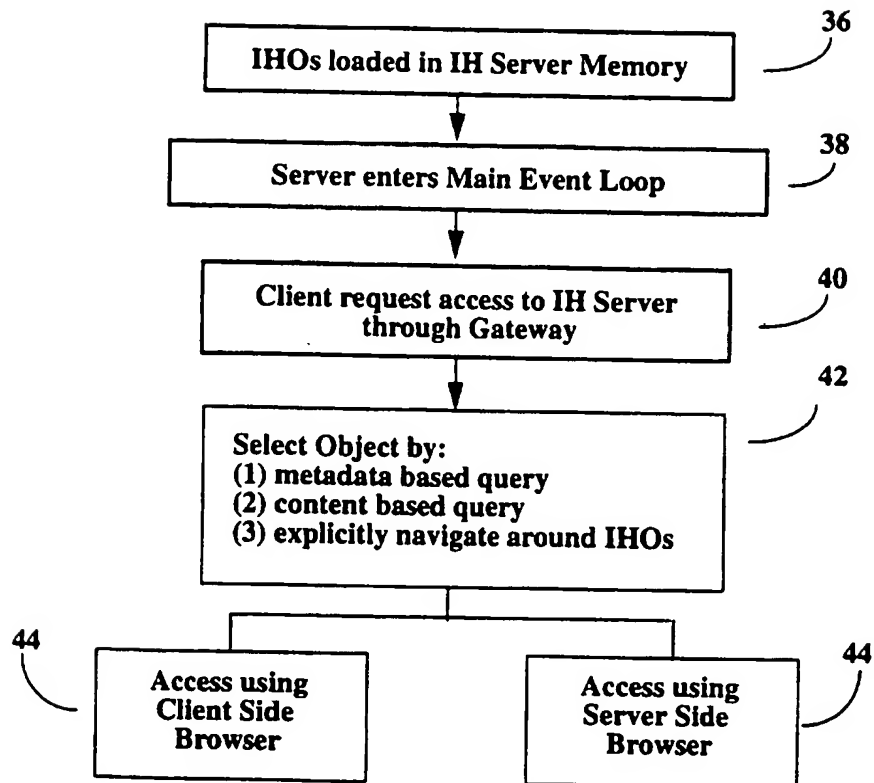 36
IHOs loaded in IH Server Memory
38
Server enters Main Event Loop
40
Client request access to IH Server
through Gateway
42
Select Object by:
(1) metadata based query
(2) content based query
(3) explicitly navigate around IHOs
44
Access using
Client Side
Browser
44
Access using
Server Side
Browser